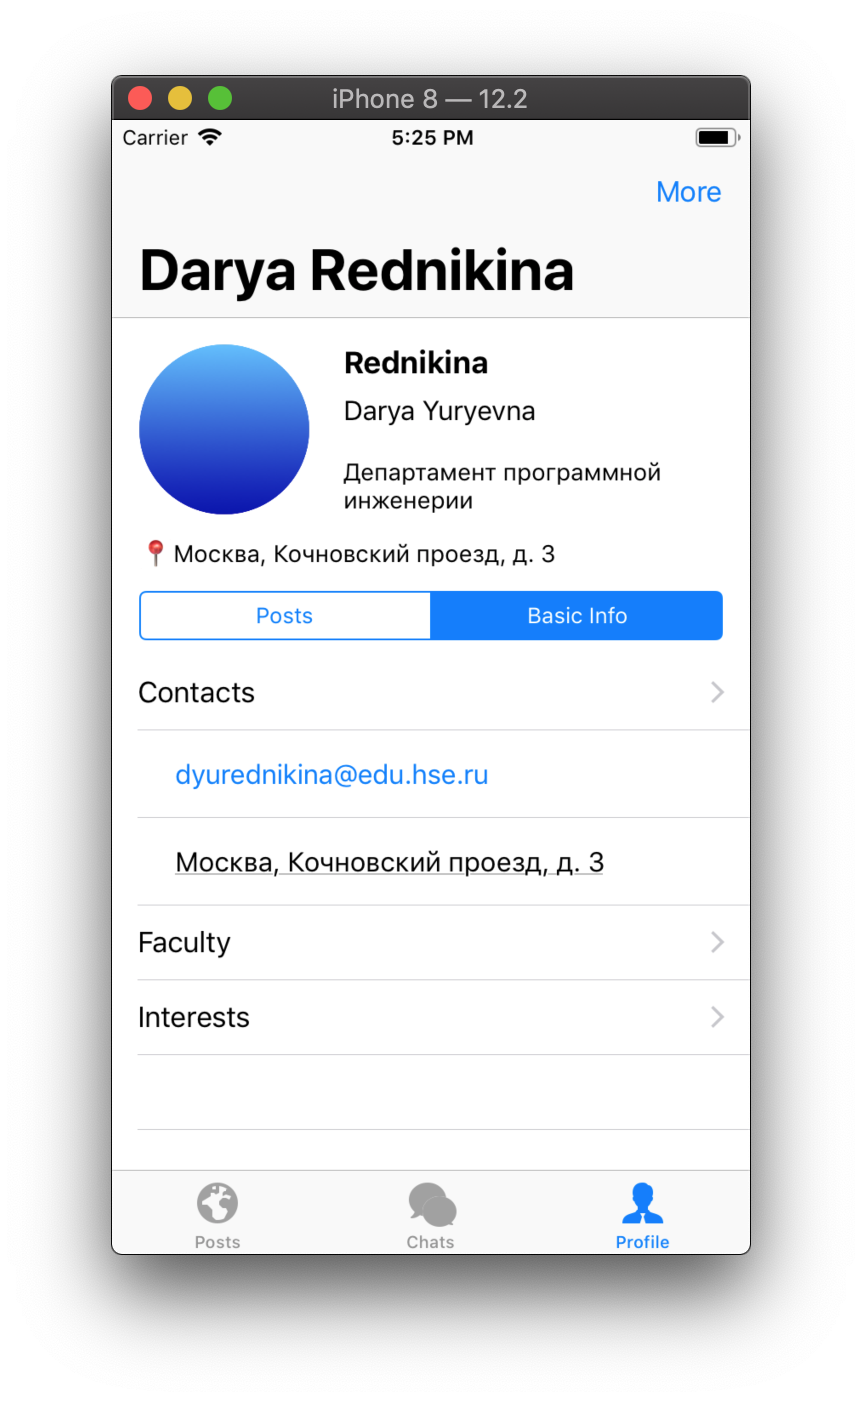 iPhone 8 — 12.2
Carrier 5:25 PM
More
Darya Rednikina
Rednikina
Darya Yuryevna
Департамент программной
инженерии
Москва, Кочновский проезд, д. 3
Posts Basic Info
Contacts
dyurednikina@edu.hse.ru
Москва, Кочновский проезд, д. 3
Faculty
Interests
Posts Chats Profile